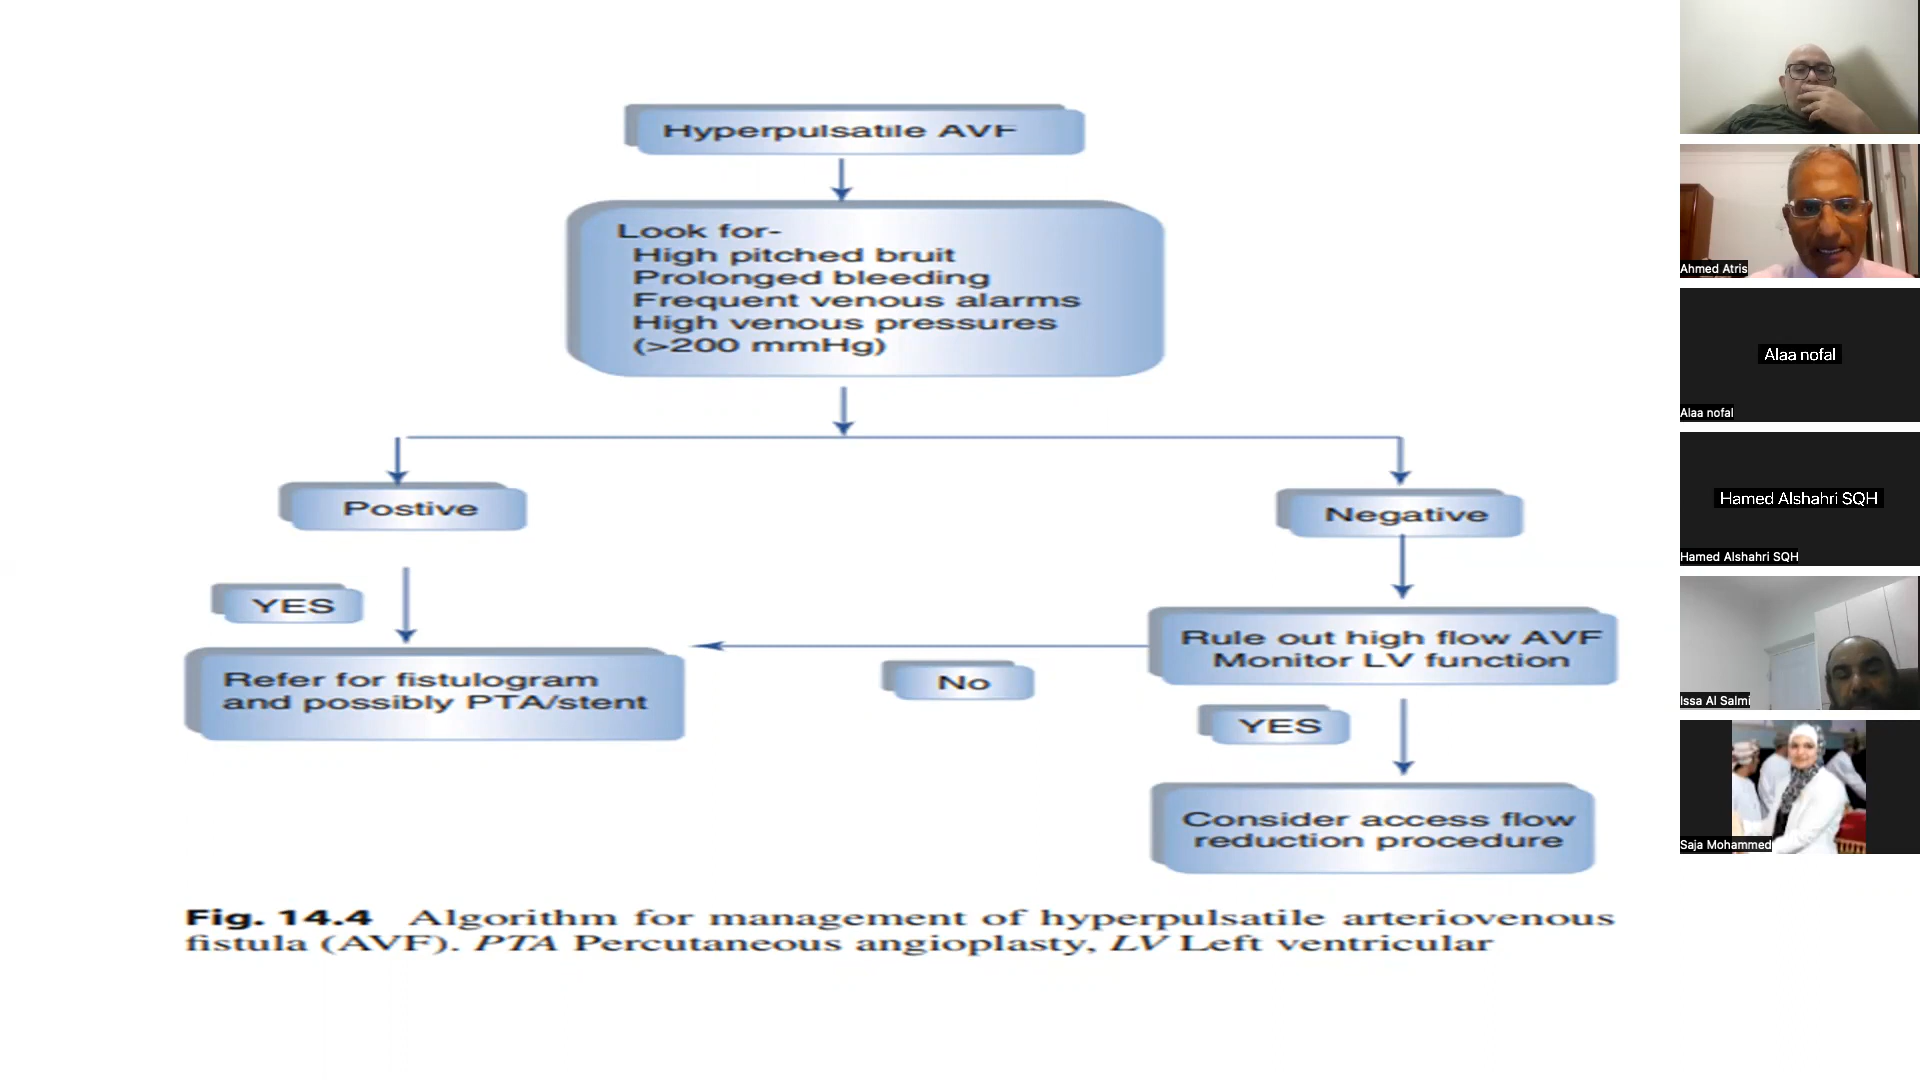 Hyperpulsatile AVF
Look for-
High pitched bruit
Prolonged bleeding
Frequent venous alarms
High venous pressures
(>200 mmHg)
Postive
Negative
YES
Refer for fistulogram
and possibly PTA/stent
No
Rule out high flow AVF
Monitor LV function
YES
Consider access flow
reduction procedure
Fig. 14.4 Algorithm for management of hyperpulsatile arteriovenous
fistula (AVF). PTA Percutaneous angioplasty, LV Left ventricular
Ahmed Atris
Alaa nofal
Alaa nofal
Hamed Alshahri SQH
Hamed Alshahri SQH
Issa Al Salmi
Saja Mohammed